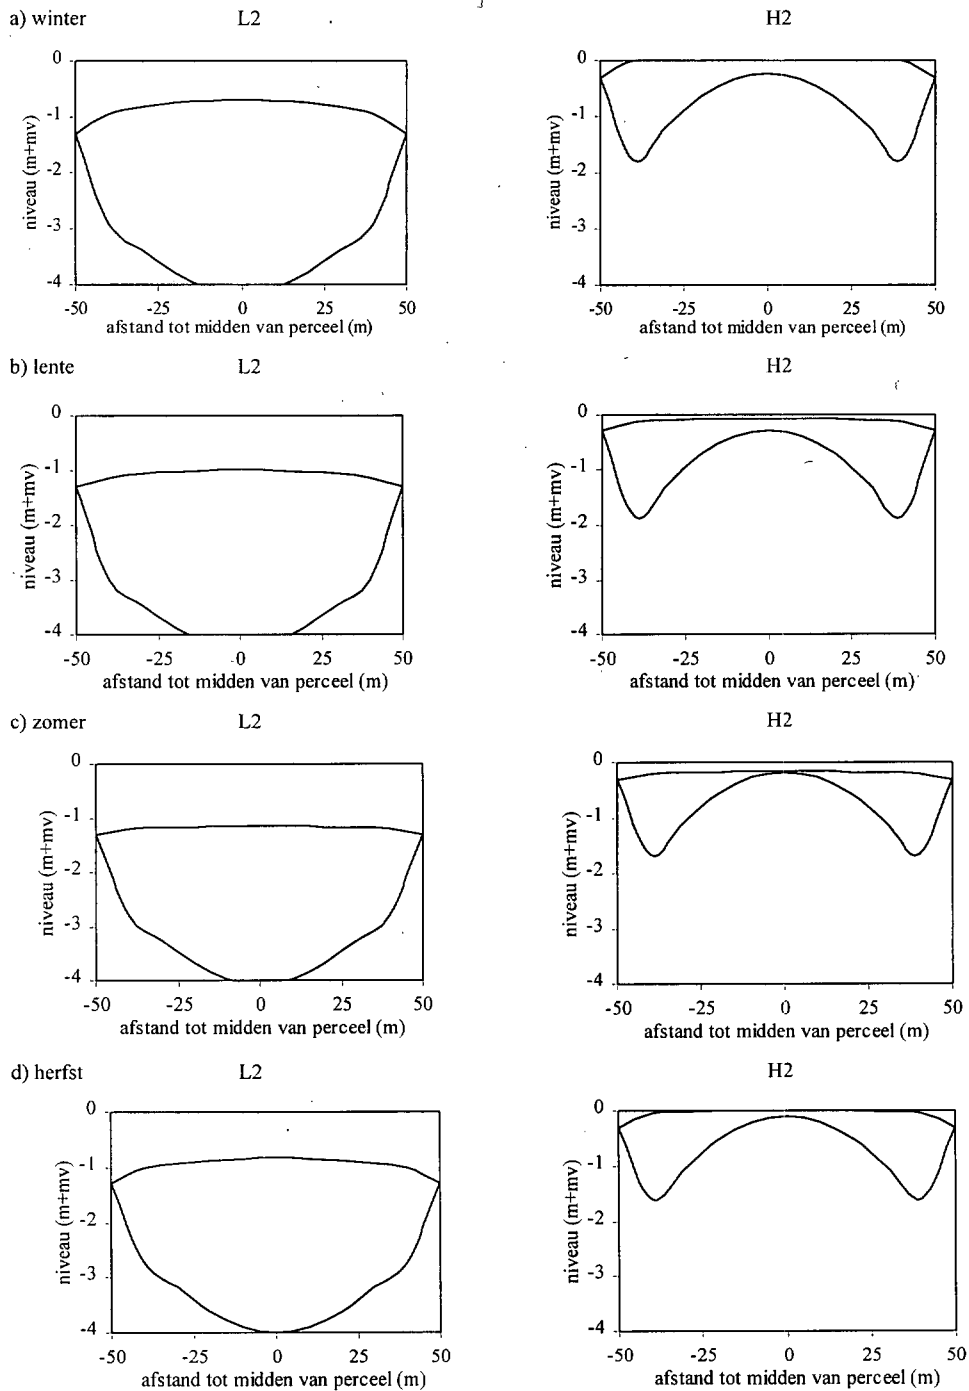 a) winter L2 H2
0 0
-1 -1
-2 -2
-3 -3
-4 -4
niveau (m+mv) niveau (m+mv)
-50 -25 0 25 50 -50 -25 0 25 50
afstand tot midden van perceel (m) afstand tot midden van perceel (m)
b) lente L2 H2
0 0
-1 -1
-2 -2
-3 -3
-4 -4
niveau (m+mv) niveau (m+mv)
-50 -25 0 25 50 -50 -25 0 25 50
afstand tot midden van perceel (m) afstand tot midden van perceel (m)
c) zomer L2 H2
0 0
-1 -1
-2 -2
-3 -3
-4 -4
niveau (m+mv) niveau (m+mv)
-50 -25 0 25 50 -50 -25 0 25 50
afstand tot midden van perceel (m) afstand tot midden van perceel (m)
d) herfst L2 H2
0 0
-1 -1
-2 -2
-3 -3
-4 -4
niveau (m+mv) niveau (m+mv)
-50 -25 0 25 50 -50 -25 0 25 50
afstand tot midden van perceel (m) afstand tot midden van perceel (m)